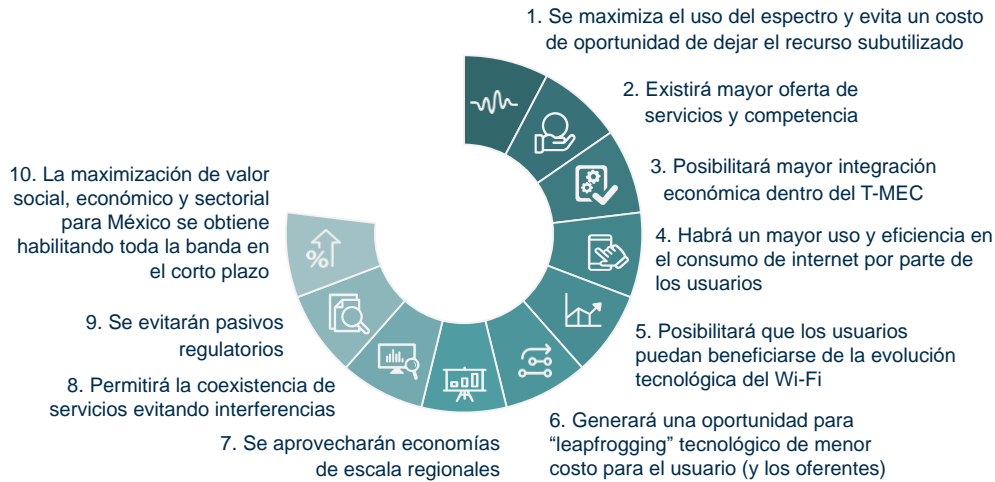 1. Se maximiza el uso del espectro y evita un costo
de oportunidad de dejar el recurso subutilizado
2. Existirá mayor oferta de
servicios y competencia
3. Posibilitará mayor integración
económica dentro del T-MEC
4. Habrá un mayor uso y eficiencia en
el consumo de internet por parte de
los usuarios
5. Posibilitará que los usuarios
puedan beneficiarse de la evolución
tecnológica del Wi-Fi
6. Generará una oportunidad para
“leapfrogging” tecnológico de menor
costo para el usuario (y los oferentes)
7. Se aprovecharán economías
de escala regionales
8. Permitirá la coexistencia de
servicios evitando interferencias
9. Se evitarán pasivos
regulatorios
10. La maximización de valor
social, económico y sectorial
para México se obtiene
habilitando toda la banda en
el corto plazo
%